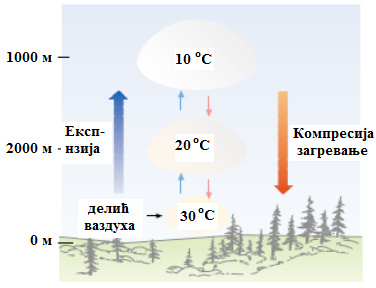 1000 м
10 °C
Експ-
нзија
2000 м
20 °C
Компресија
загревање
делић
ваздуха
30 °C
0 м